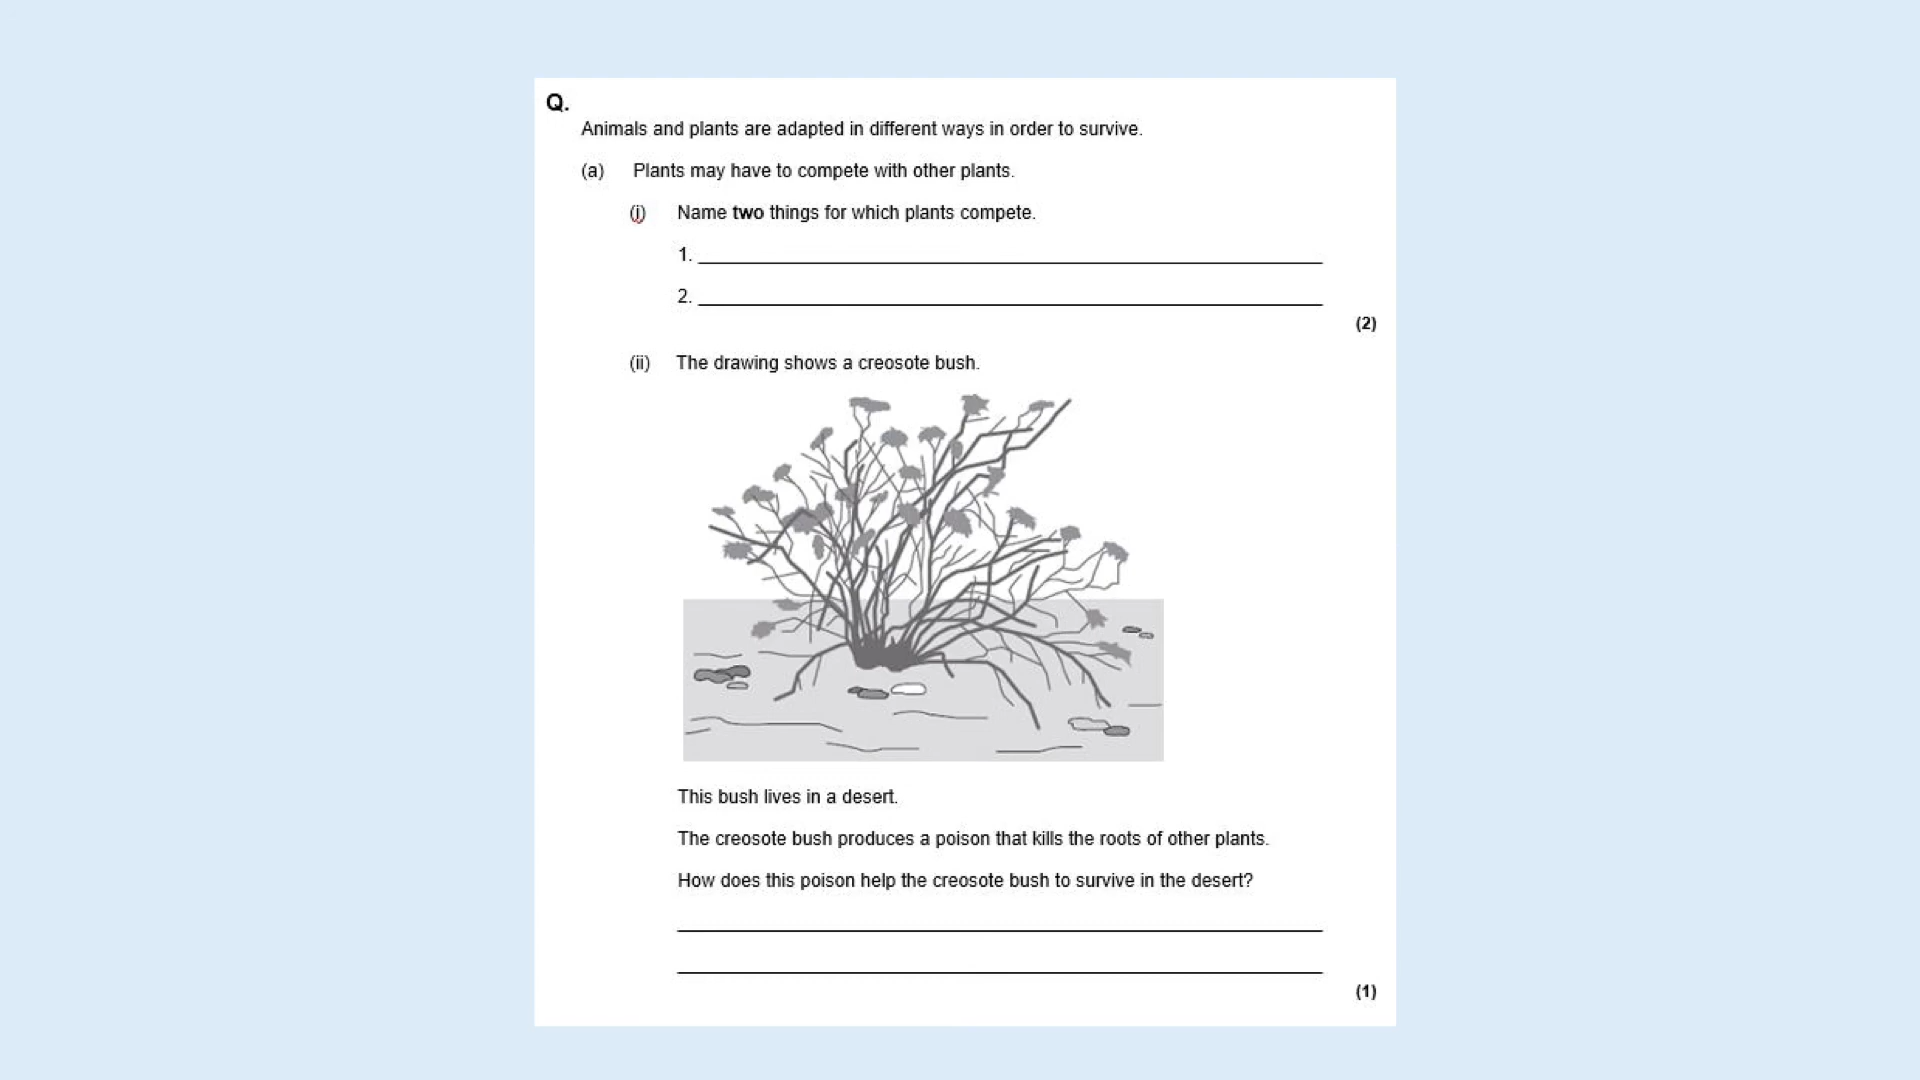 Q.
Animals and plants are adapted in different ways in order to survive.
(a) Plants may have to compete with other plants.
(i) Name two things for which plants compete.
1. ____________________
2. ____________________
(2)
(ii) The drawing shows a creosote bush.
This bush lives in a desert.
The creosote bush produces a poison that kills the roots of other plants.
How does this poison help the creosote bush to survive in the desert?
(1)